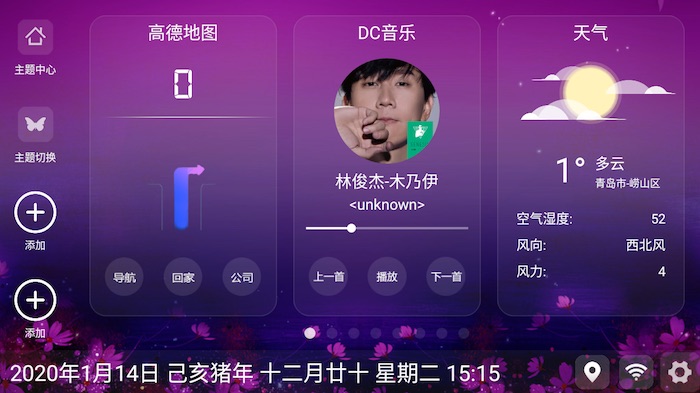 主题中心
主题切换
添加
添加
高德地图
0
导航 回家 公司
DC音乐
林俊杰-木乃伊
<unknown>
上一首 播放 下一首
天气
1° 多云
青岛市-崂山区
空气湿度: 52
风向: 西北风
风力: 4
2020年1月14日 己亥猪年 十二月廿十 星期二 15:15